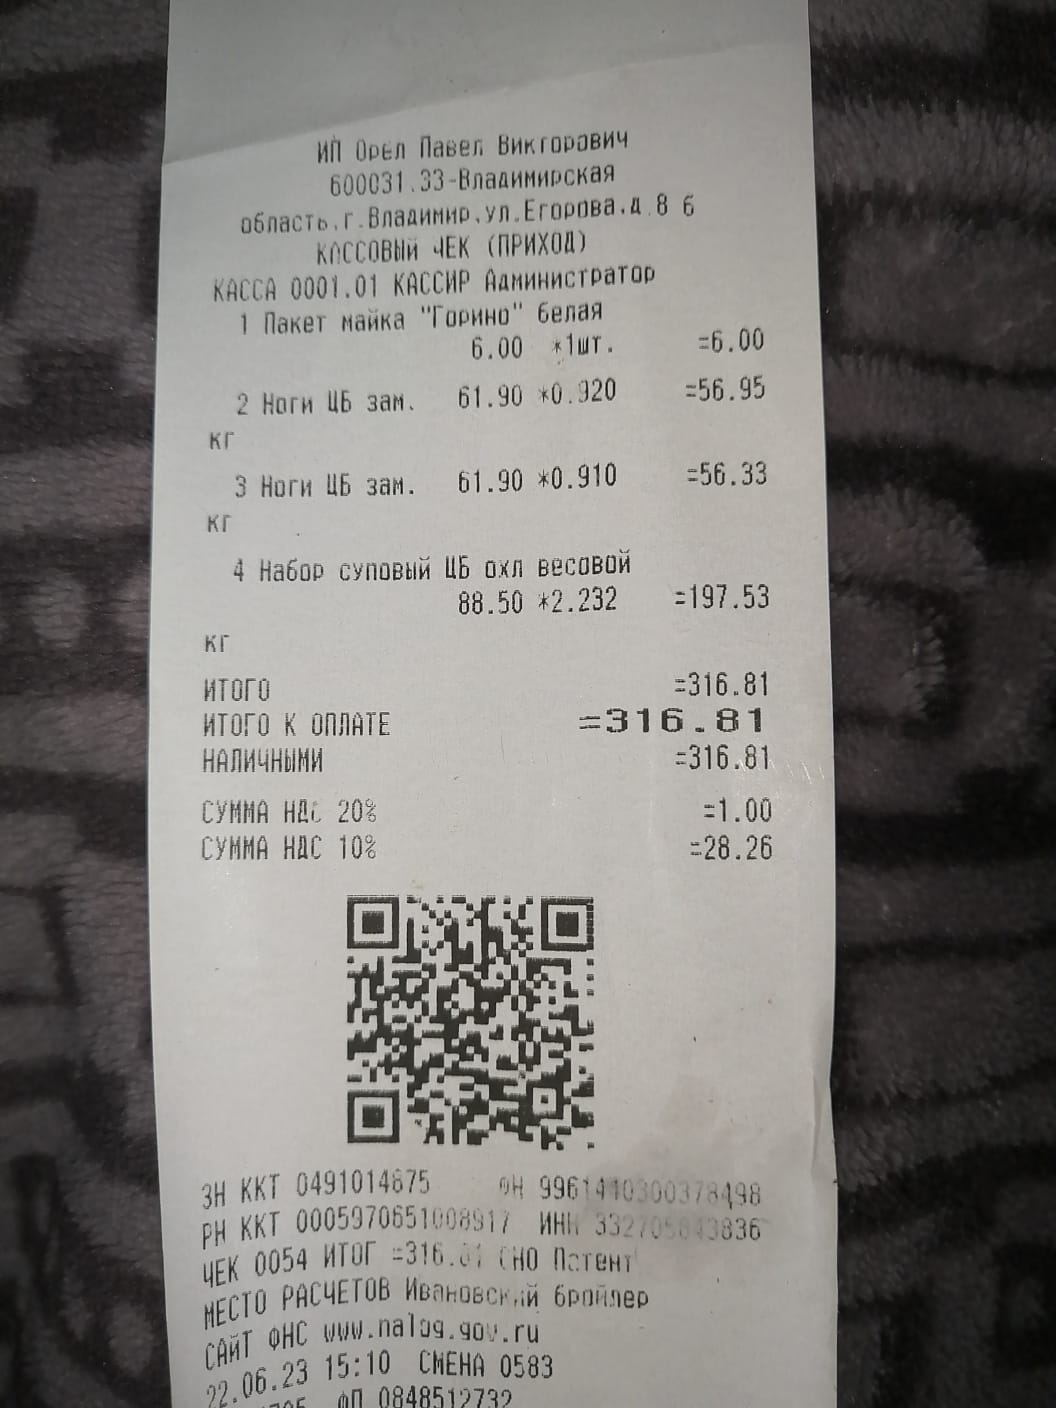 ИП Орел Павел Викторович
600031.33-Владимирская
область.г.Владимир.ул.Егорова.д.8 б
КАССОВЫЙ ЧЕК (ПРИХОД)
КАССА 0001.01 КАССИР Администратор
1 Пакет майка "Горино" белая
6.00 *1шт. =6.00
2 Ноги ЦБ зам. 61.90 *0.920 =56.95
кг
3 Ноги ЦБ зам. 61.90 *0.910 =56.33
кг
4 Набор суповый ЦБ охл весовой
88.50 *2.232 =197.53
кг
ИТОГО =316.81
ИТОГО К ОПЛАТЕ =316.81
НАЛИЧНЫМИ =316.81
СУММА НДС 20% =1.00
СУММА НДС 10% =28.26
ЗН ККТ 0491014675 ФН 9961440300378498
РН ККТ 0005970651008917 ИНН
ЧЕК 0054 ИТОГ =316.81 СНО Патент
МЕСТО РАСЧЕТОВ Ивановский бройлер
САЙТ ФНС www.nalog.gov.ru
22.06.23 15:10 СМЕНА 0583
ФП 0848512732